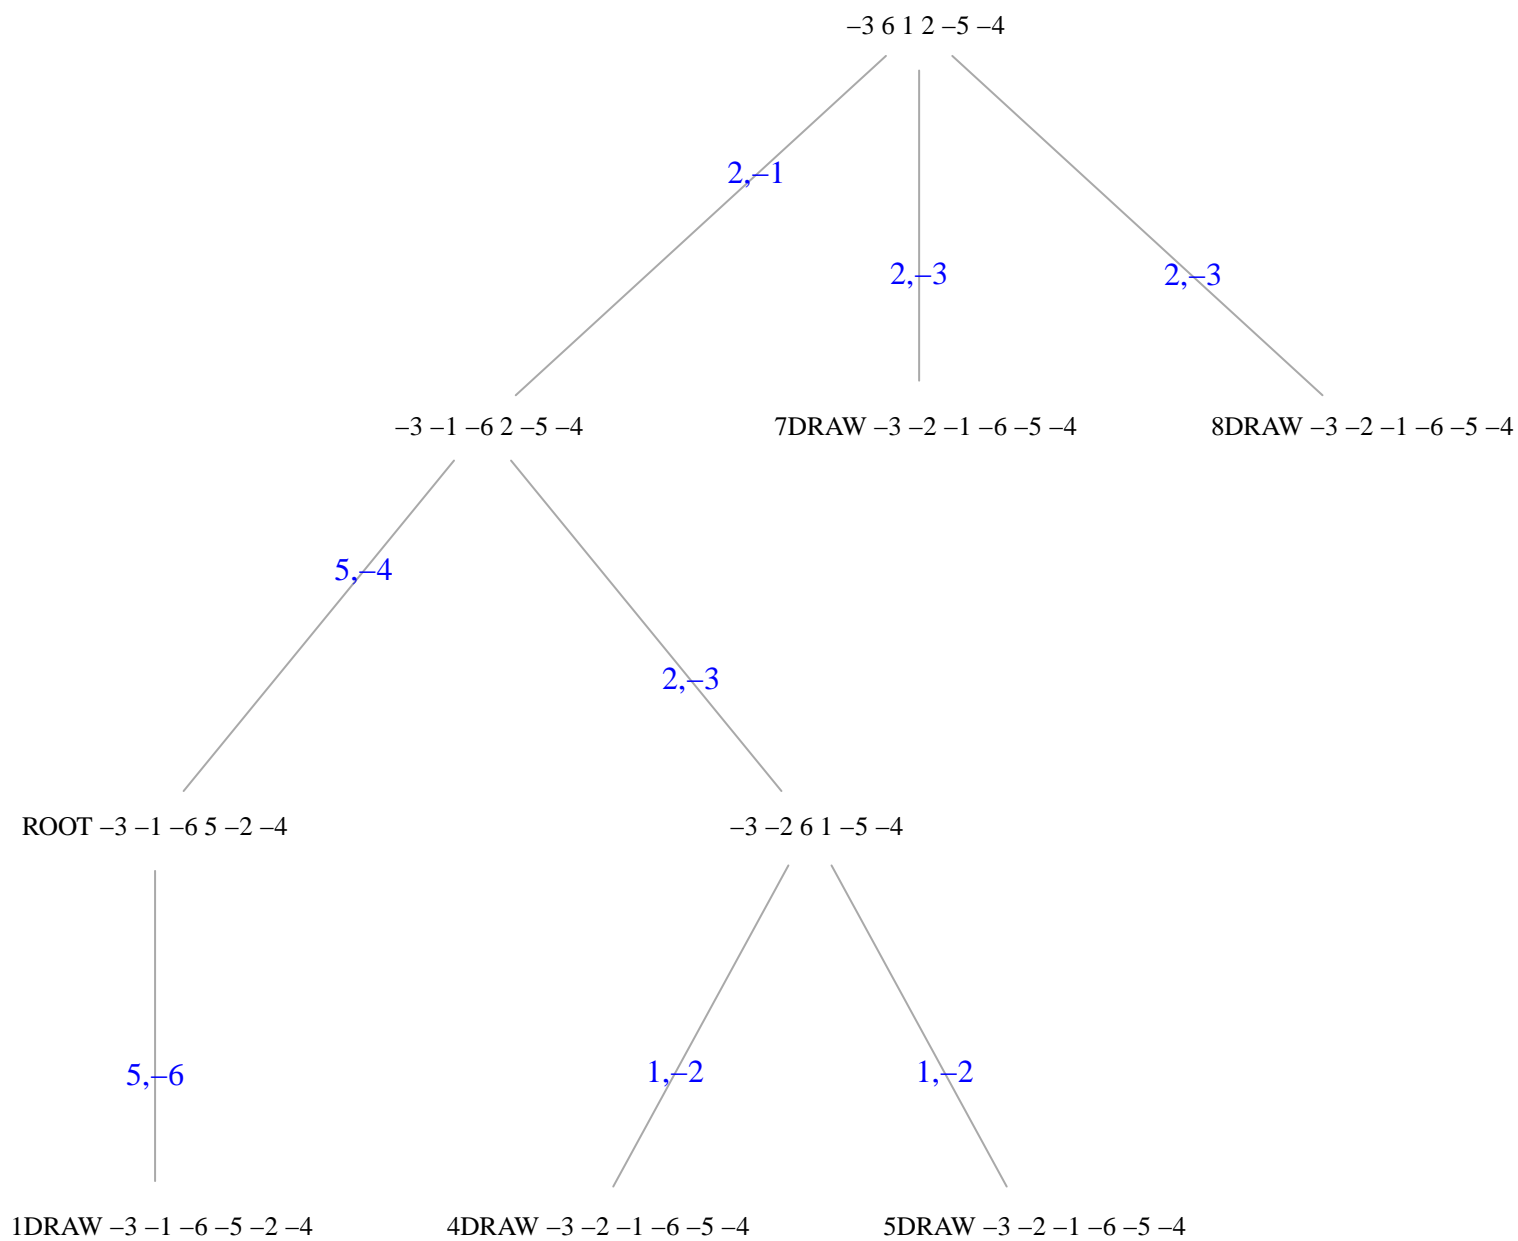 –3 6 1 2 –5 –4
2,–1
2,–3
2,–3
–3 –1 –6 2 –5 –4
7DRAW –3 –2 –1 –6 –5 –4
8DRAW –3 –2 –1 –6 –5 –4
5,–4
2,–3
ROOT –3 –1 –6 5 –2 –4
–3 –2 6 1 –5 –4
5,–6
1,–2
1,–2
1DRAW –3 –1 –6 –5 –2 –4
4DRAW –3 –2 –1 –6 –5 –4
5DRAW –3 –2 –1 –6 –5 –4